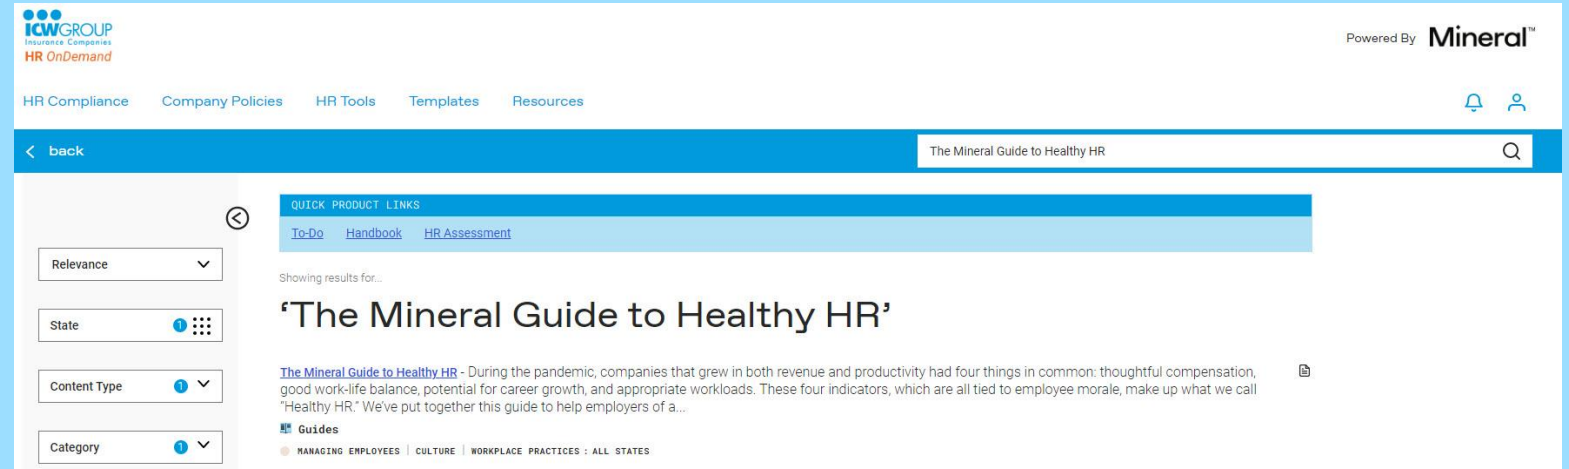 ICWGROUP
Insurance Companies
HR OnDemand
Powered By Mineral™
HR Compliance Company Policies HR Tools Templates Resources
back
The Mineral Guide to Healthy HR
QUICK PRODUCT LINKS
To-Do Handbook HR Assessment
Relevance
State 1
Content Type 1
Category 1
Showing results for...
‘The Mineral Guide to Healthy HR’
The Mineral Guide to Healthy HR - During the pandemic, companies that grew in both revenue and productivity had four things in common: thoughtful compensation,
good work-life balance, potential for career growth, and appropriate workloads. These four indicators, which are all tied to employee morale, make up what we call
"Healthy HR." We've put together this guide to help employers of a...
Guides
MANAGING EMPLOYEES | CULTURE | WORKPLACE PRACTICES : ALL STATES